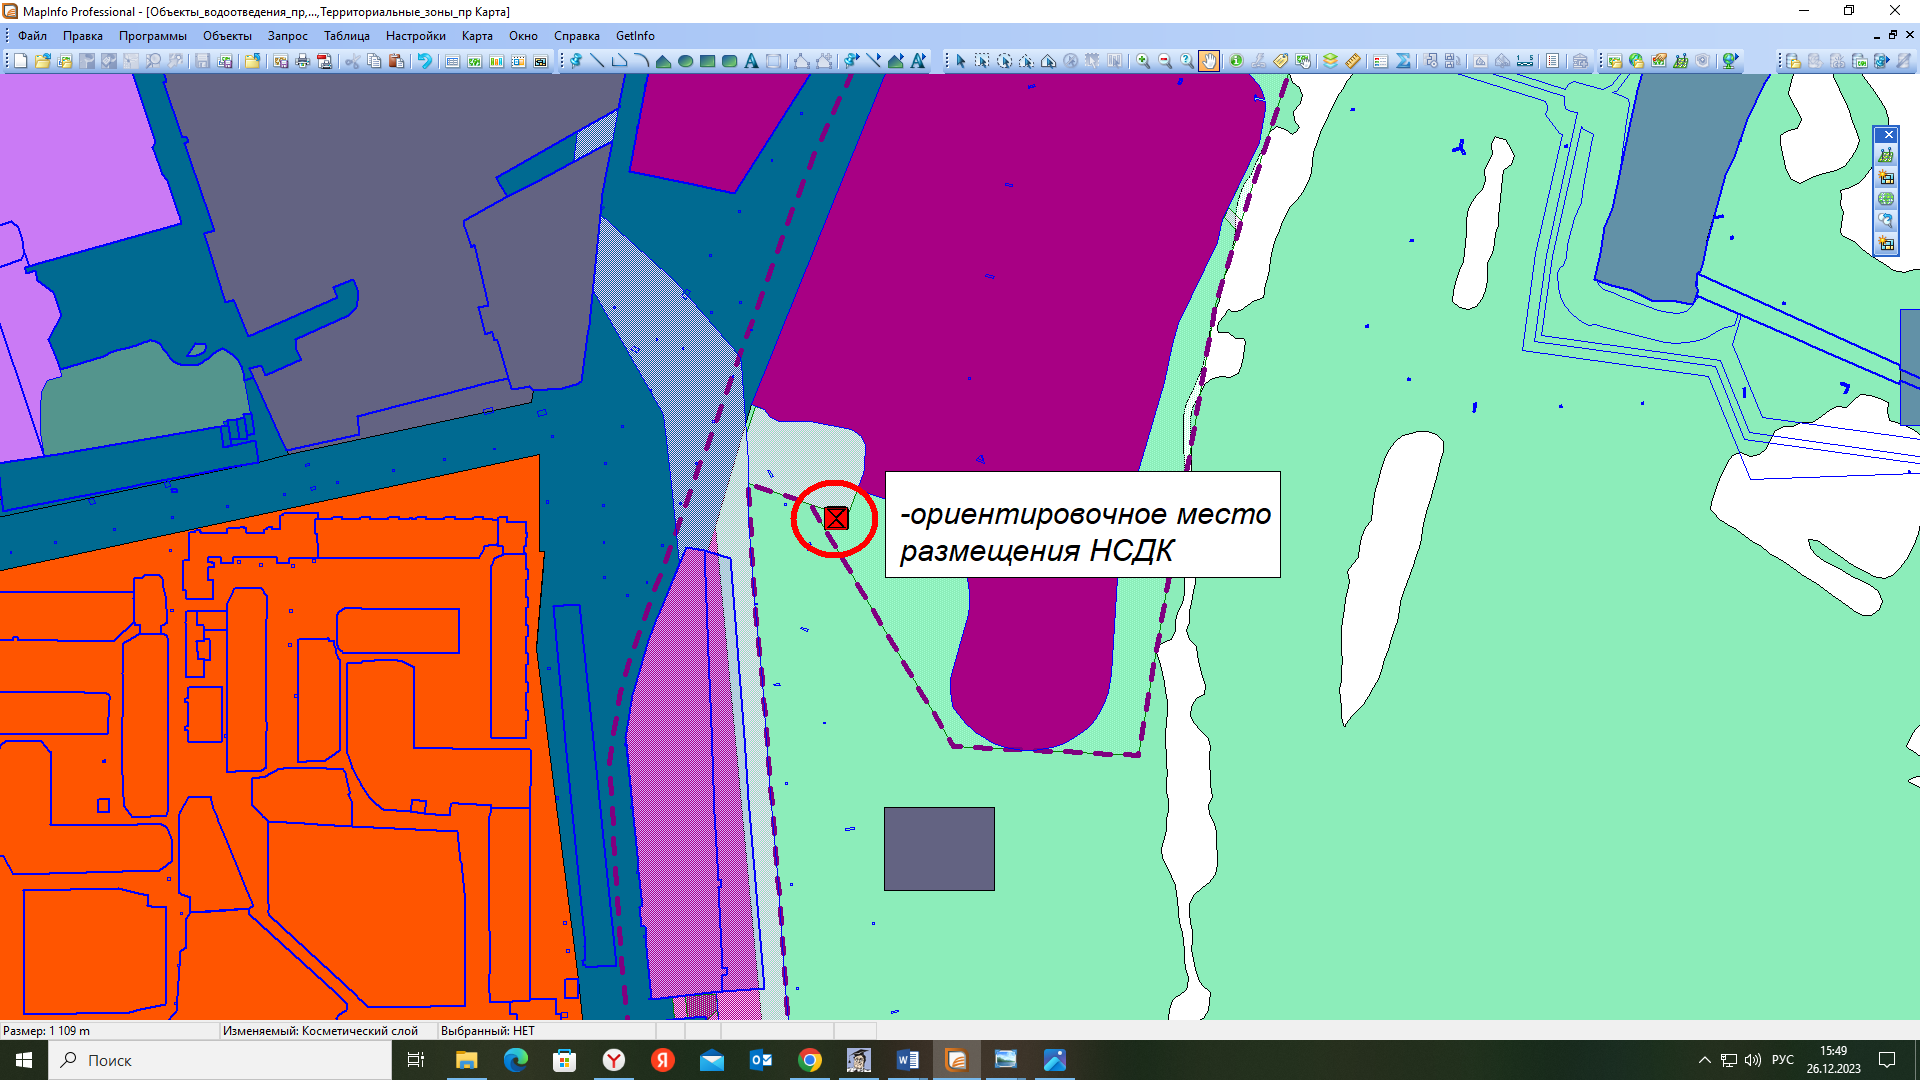 MapInfo Professional - [Объекты_водоотведения_пр,...,Территориальные_зоны_пр Карта]
Файл Правка Программы Объекты Запрос Таблица Настройки Карта Окно Справка GetInfo
-ориентировочное место
размещения НСДК
Размер: 1 109 m Изменяемый: Косметический слой Выбранный: НЕТ
Поиск
РУС
15:49
26.12.2023